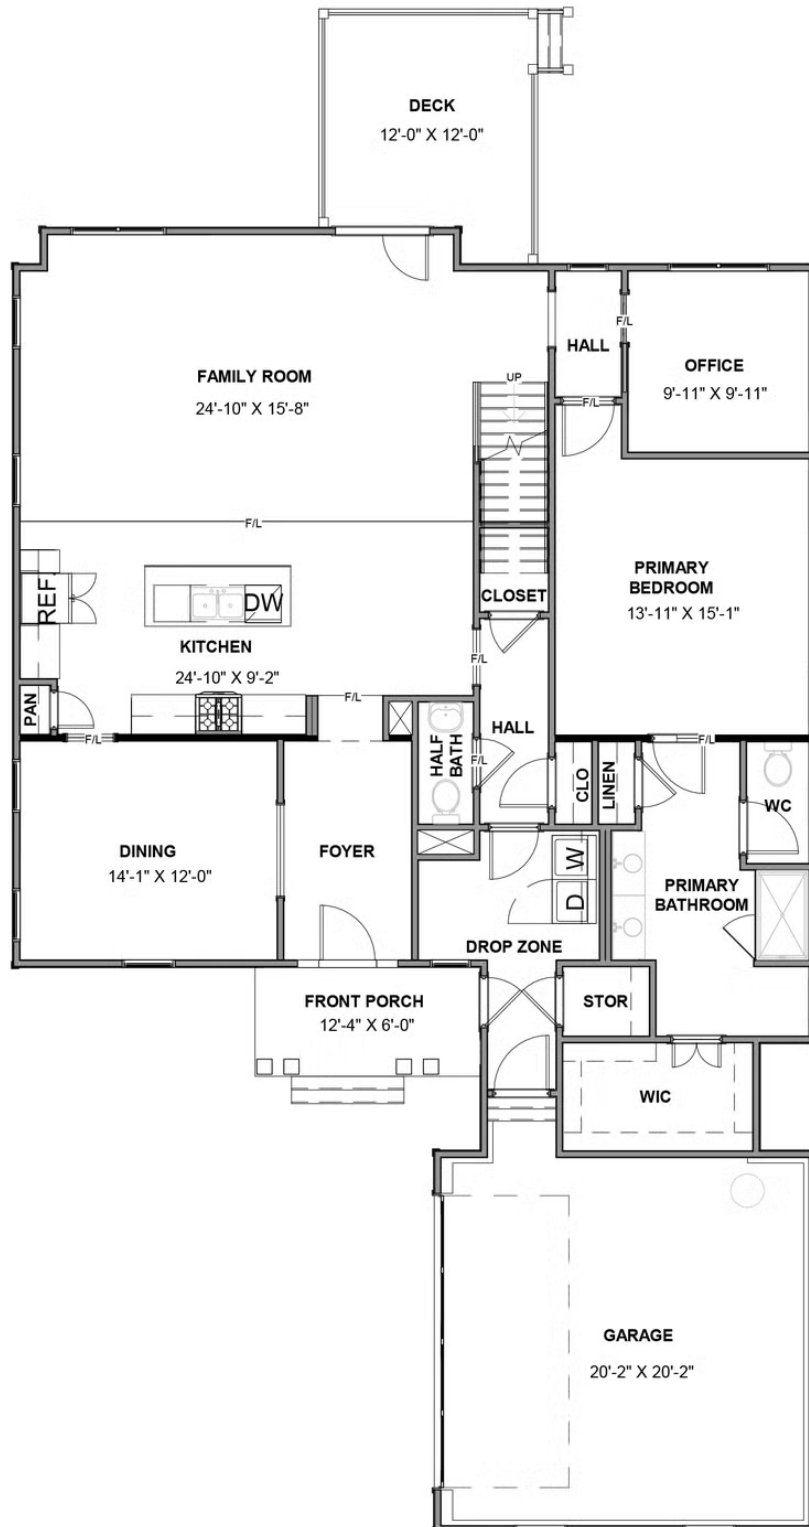 DECK
12'-0" X 12'-0"
F/L
HALL
OFFICE
9'-11" X 9'-11"
FAMILY ROOM
24'-10" X 15'-8"
UP
F/L
F/L
REF
DW
CLOSET
PRIMARY
BEDROOM
13'-11" X 15'-1"
KITCHEN
24'-10" X 9'-2"
F/L
PAN
F/L
F/L
HALF
BATH
F/L
HALL
F/L
CLO
LINEN
WC
DINING
14'-1" X 12'-0"
FOYER
W
D
PRIMARY
BATHROOM
DROP ZONE
FRONT PORCH
12'-4" X 6'-0"
STOR
WIC
GARAGE
20'-2" X 20'-2"